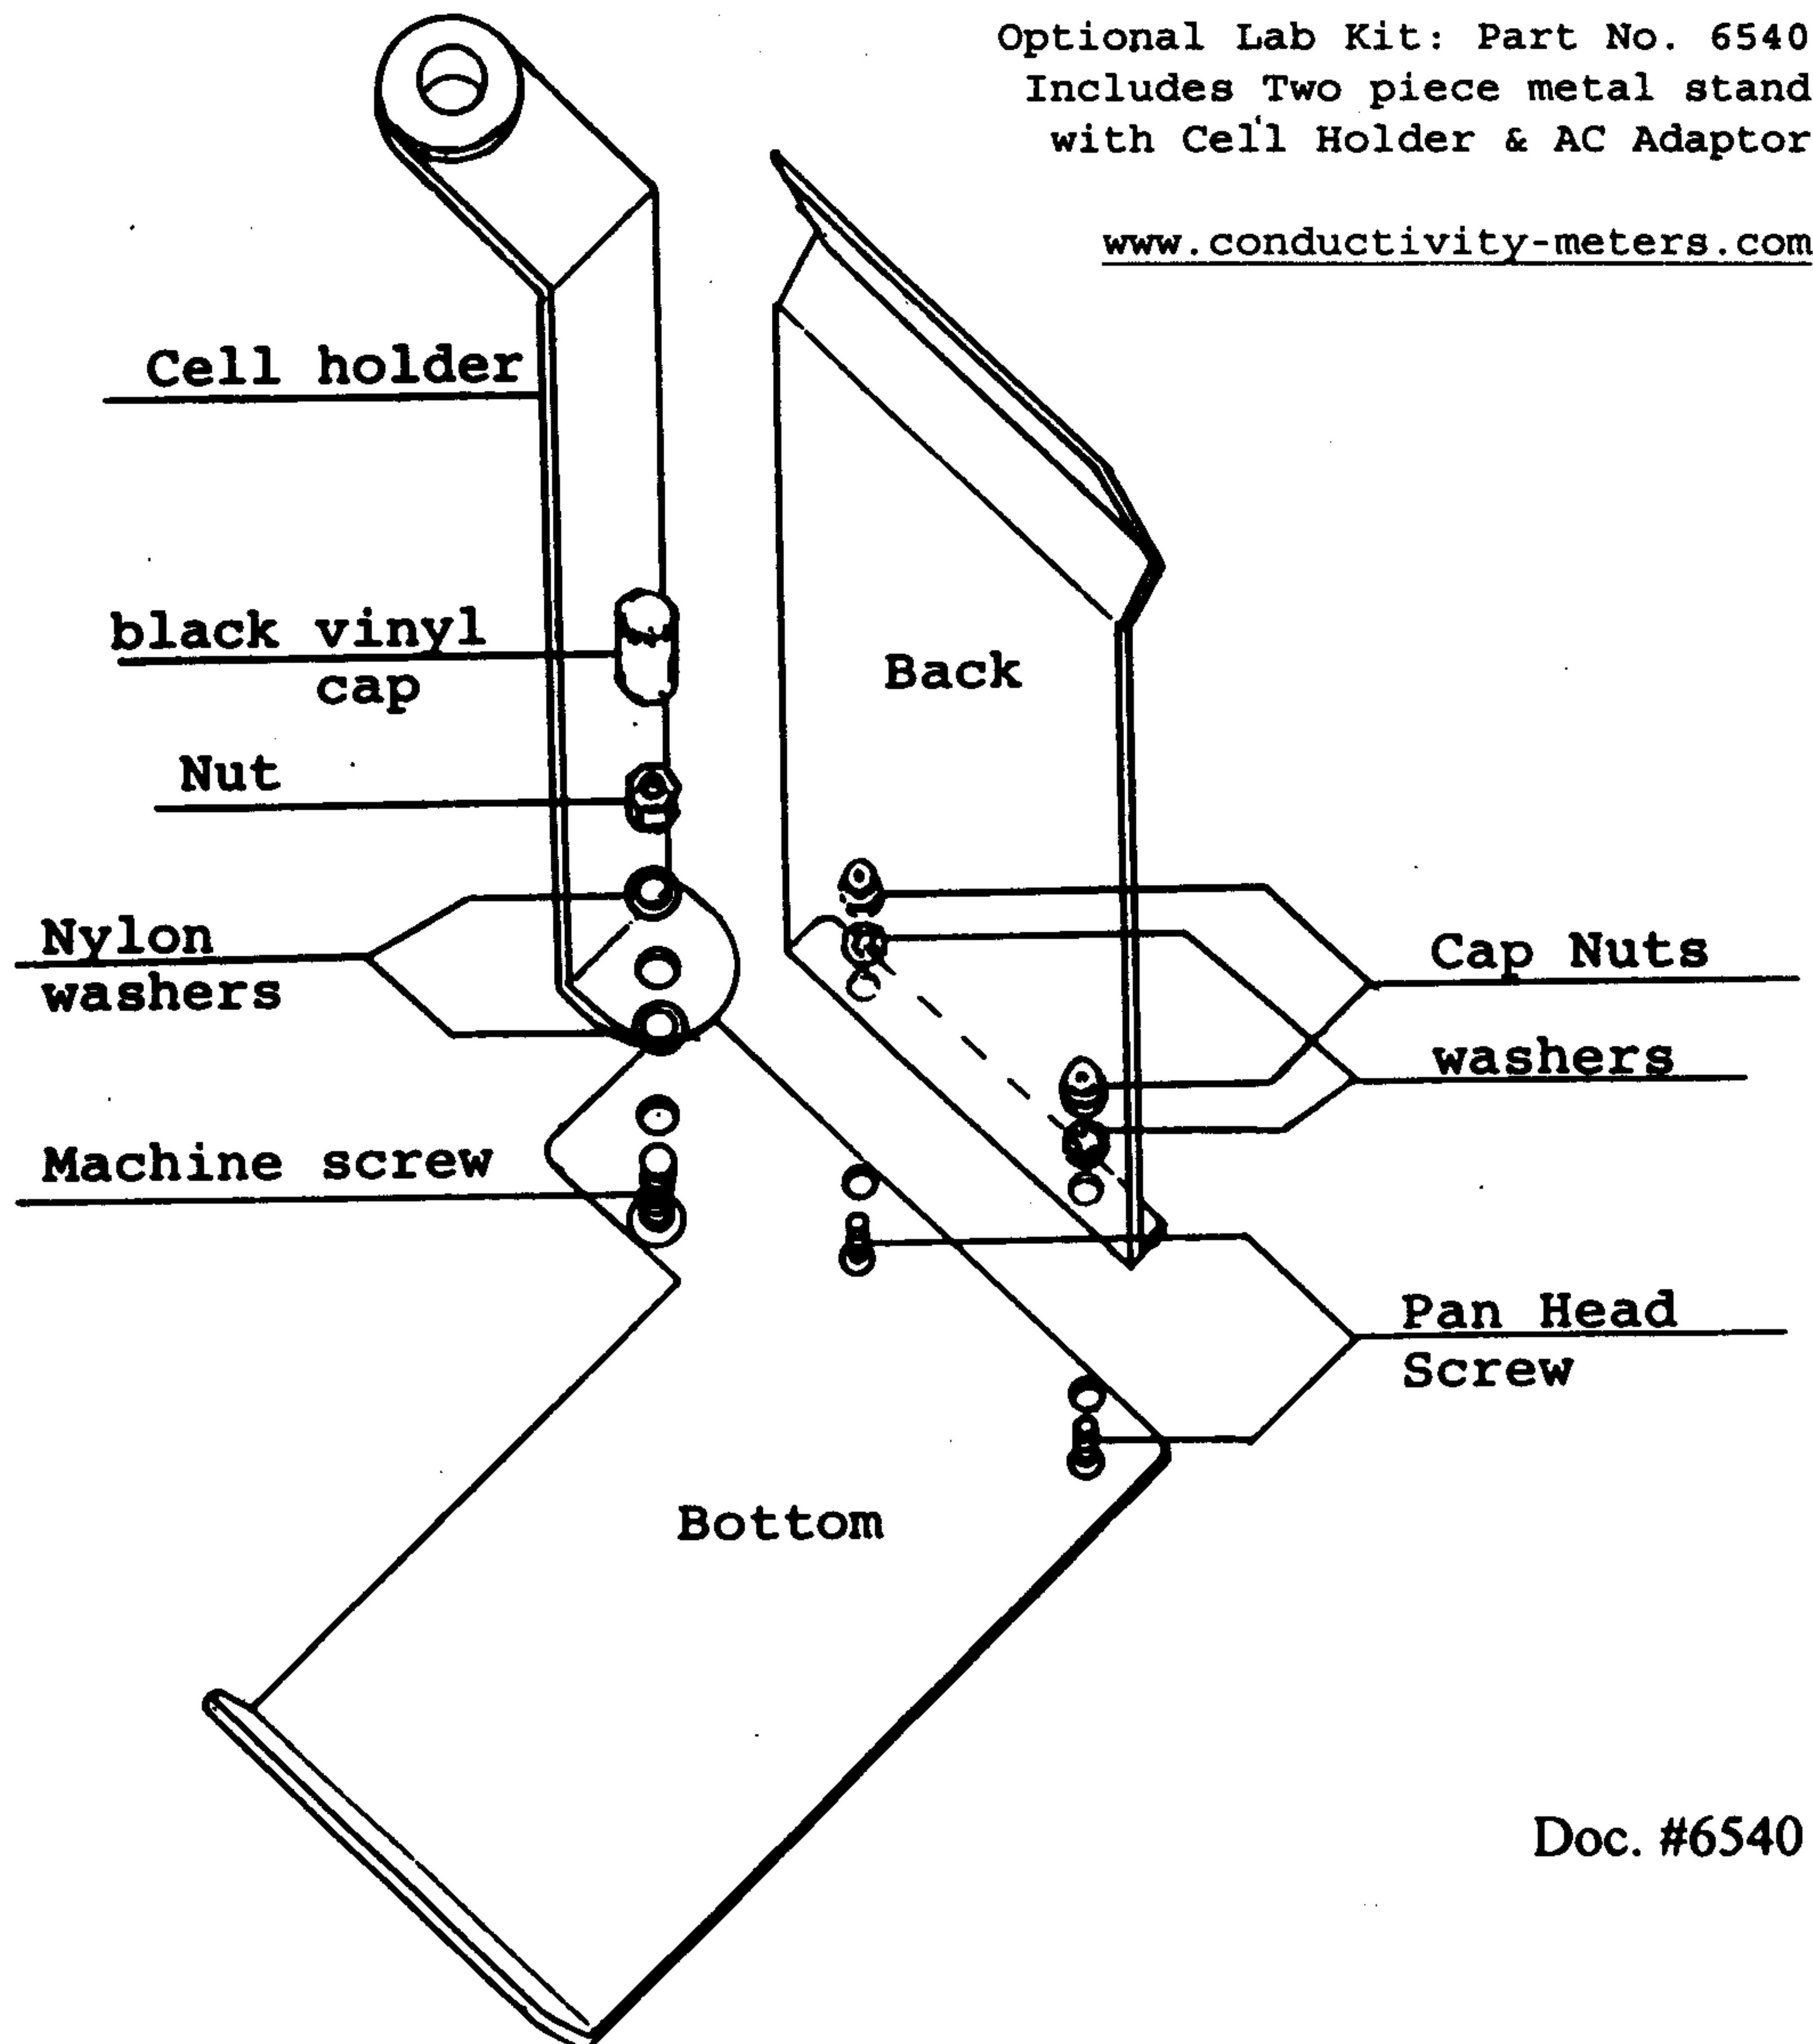 Optional Lab Kit: Part No. 6540
Includes Two piece metal stand
with Cell Holder & AC Adaptor
www.conductivity-meters.com
Cell holder
black vinyl
cap
Back
Nut
Nylon
washers
Cap Nuts
washers
Machine screw
Pan Head
Screw
Bottom
Doc. #6540